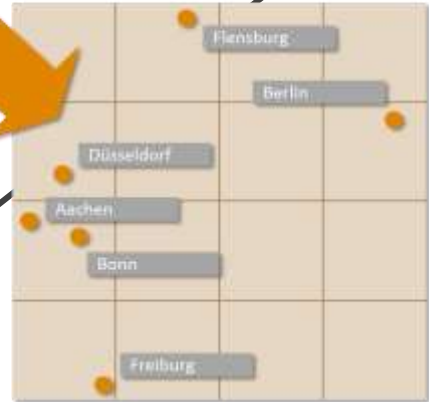 Flensburg
Berlin
Düsseldorf
Aachen
Bonn
Freiburg